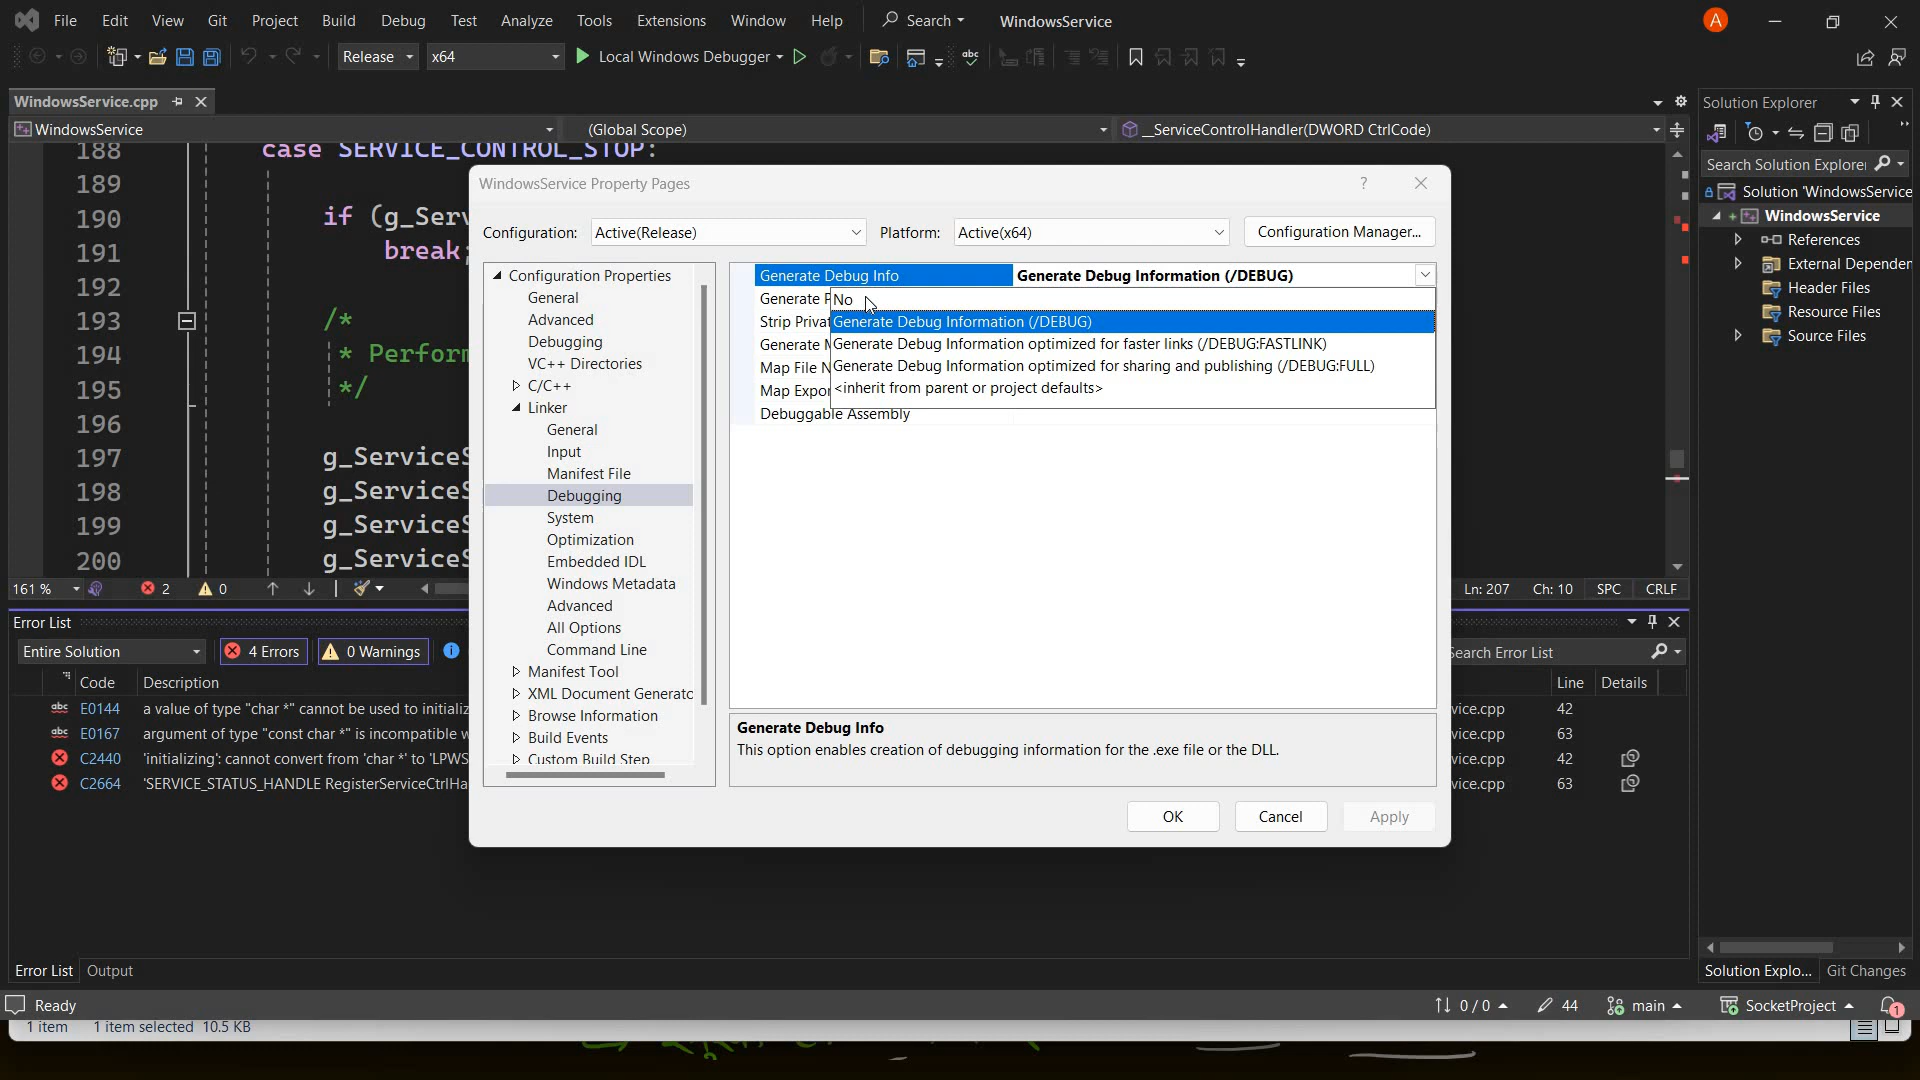 File Edit View Git Project Build Debug Test Analyze Tools Extensions Window Help Search WindowsService A
Release x64 Local Windows Debugger
WindowsService.cpp
WindowsService (Global Scope) __ServiceControlHandler(DWORD CtrlCode)
188 case SERVICE_CONTROL_STOP:
189
190 if (g_Serv
191 break;
192
193 /*
194 * Perform
195 */
196
197 g_ServiceS
198 g_ServiceS
199 g_ServiceS
200 g_ServiceS
161 % 2 0 Ln: 207 Ch: 10 SPC CRLF
WindowsService Property Pages ?
Configuration: Active(Release) Platform: Active(x64) Configuration Manager...
Configuration Properties
General
Advanced
Debugging
VC++ Directories
C/C++
Linker
General
Input
Manifest File
Debugging
System
Optimization
Embedded IDL
Windows Metadata
Advanced
All Options
Command Line
Manifest Tool
XML Document Generato
Browse Information
Build Events
Custom Build Step
Generate Debug Info Generate Debug Information (/DEBUG)
Generate P
Strip Privat
Generate M
Map File N
Map Expor
Debuggable Assembly
No
Generate Debug Information (/DEBUG)
Generate Debug Information optimized for faster links (/DEBUG:FASTLINK)
Generate Debug Information optimized for sharing and publishing (/DEBUG:FULL)
<inherit from parent or project defaults>
Generate Debug Info
This option enables creation of debugging information for the .exe file or the DLL.
OK Cancel Apply
Solution Explorer
Search Solution Explorer
Solution 'WindowsService
WindowsService
References
External Dependen
Header Files
Resource Files
Source Files
Error List
Entire Solution 4 Errors 0 Warnings Search Error List
Code Description Line Details
abc E0144 a value of type "char *" cannot be used to initializ vice.cpp 42
abc E0167 argument of type "const char *" is incompatible w vice.cpp 63
C2440 'initializing': cannot convert from 'char *' to 'LPWS vice.cpp 42
C2664 'SERVICE_STATUS_HANDLE RegisterServiceCtrlHa vice.cpp 63
Error List Output
Solution Explo... Git Changes
Ready 0 / 0 44 main SocketProject 1
1 item 1 item selected 10.5 KB